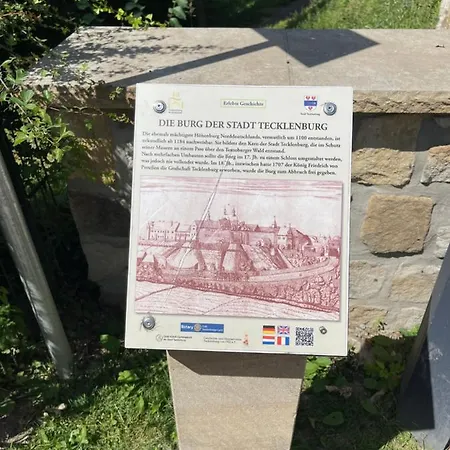 Erlebte Geschichte
DIE BURG DER STADT TECKLENBURG
Die ehemals mächtigste Höhenburg Norddeutschlands, vermutlich um 1100 entstanden, ist
urkundlich ab 1184 nachweisbar. Sie bildete den Kern der Stadt Tecklenburg, die im Schutz
seiner Mauern an einem Pass über den Teutoburger Wald entstand.
Nach mehrfachen Umbauten sollte die Burg im 17. Jh. zu einem Schloss umgestaltet werden,
was jedoch nie vollendet wurde. Im 18. Jh., inzwischen hatte 1707 der König Friedrich von
Preußen die Grafschaft Tecklenburg erworben, wurde die Burg zum Abbruch frei gegeben.
Rotary